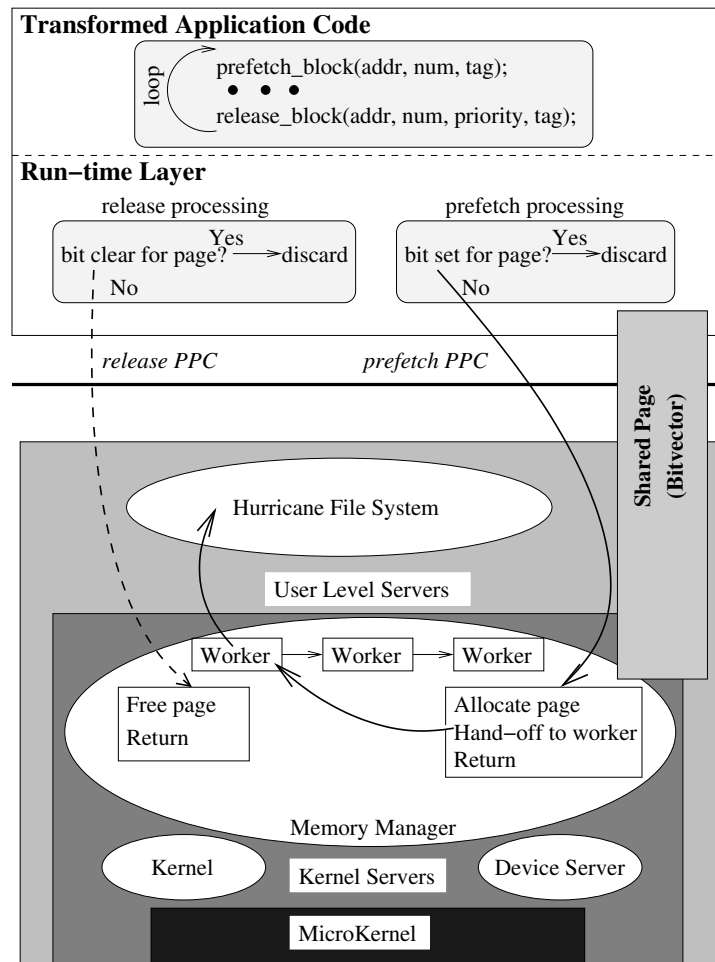 Transformed Application Code
loop
prefetch_block(addr, num, tag);
• • •
release_block(addr, num, priority, tag);
Run−time Layer
release processing
bit clear for page?
Yes
discard
No
prefetch processing
bit set for page?
Yes
discard
No
release PPC
prefetch PPC
Shared Page
(Bitvector)
Hurricane File System
User Level Servers
Worker
Worker
Worker
Free page
Return
Allocate page
Hand−off to worker
Return
Memory Manager
Kernel
Kernel Servers
Device Server
MicroKernel